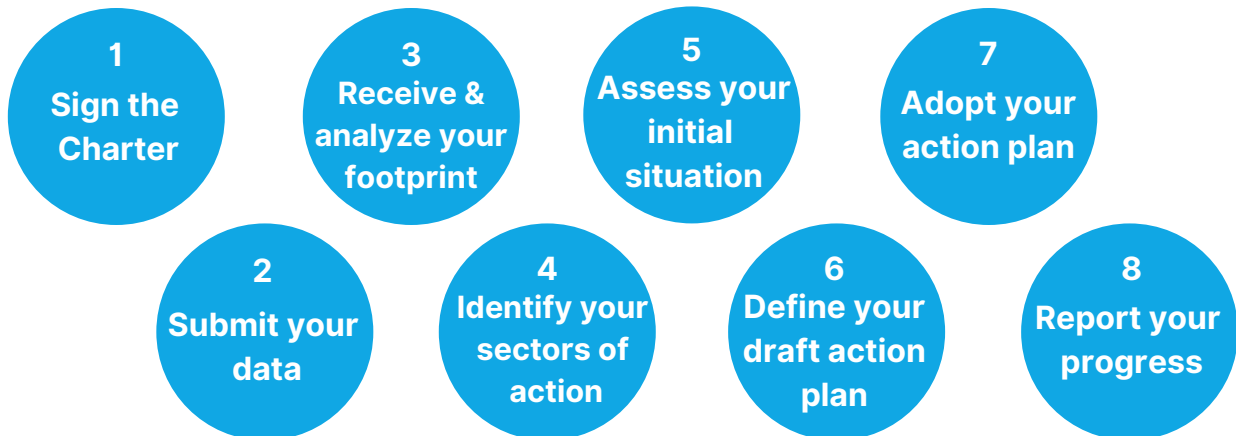 1
Sign the
Charter
2
Submit your
data
3
Receive &
analyze your
footprint
4
Identify your
sectors of
action
5
Assess your
initial
situation
6
Define your
draft action
plan
7
Adopt your
action plan
8
Report your
progress